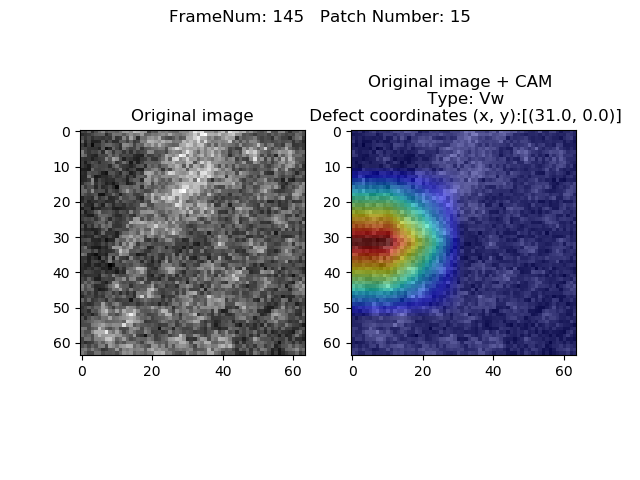 FrameNum: 145   Patch Number: 15
Original image
0
10
20
30
40
50
60
0 20 40 60
Original image + CAM
Type: Vw
Defect coordinates (x, y):[(31.0, 0.0)]
0
10
20
30
40
50
60
0 20 40 60